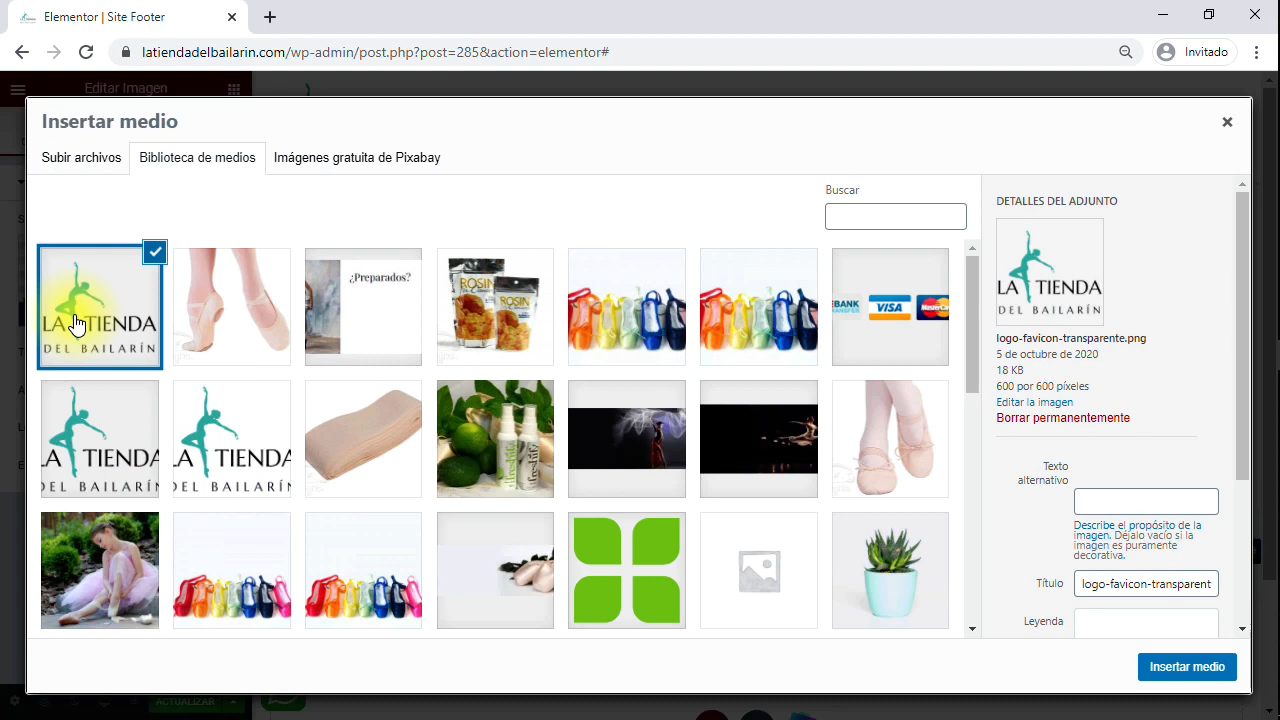 Elementor | Site Footer
latiendadelbailarin.com/wp-admin/post.php?post=285&action=elementor#
Invitado
Editar Imagen
Insertar medio
Subir archivos
Biblioteca de medios
Imágenes gratuita de Pixabay
Buscar
DETALLES DEL ADJUNTO
LA TIENDA
DEL BAILARÍN
logo-favicon-transparente.png
5 de octubre de 2020
18 KB
600 por 600 píxeles
Editar la imagen
Borrar permanentemente
Texto
alternativo
Describe el propósito de la
imagen. Déjalo vacío si la
imagen es puramente
decorativa.
Título
logo-favicon-transparent
Leyenda
LA TIENDA
DEL BAILARÍN
¿Preparados?
ROSIN
ROSIN
BANK
VISA
MasterCard
LA TIENDA
DEL BAILARÍN
LA TIENDA
DEL BAILARÍN
Insertar medio
ACTUALIZAR